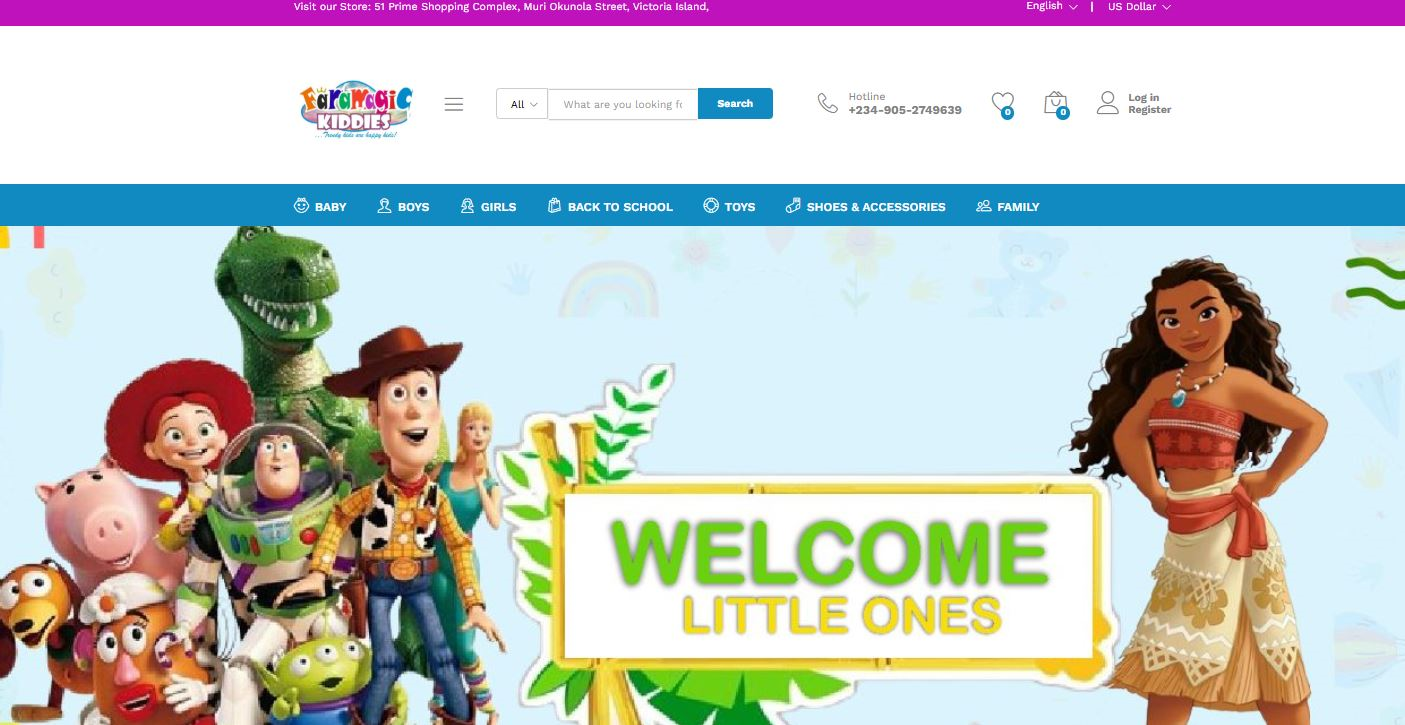 Visit our Store: 51 Prime Shopping Complex, Muri Okunola Street, Victoria Island,
English | US Dollar
FaraMagic
KIDDIES
...Trendy kids are happy kids!
All
What are you looking fo
Search
Hotline
+234-905-2749639
0
0
Log in
Register
BABY BOYS GIRLS BACK TO SCHOOL TOYS SHOES & ACCESSORIES FAMILY
WELCOME
LITTLE ONES